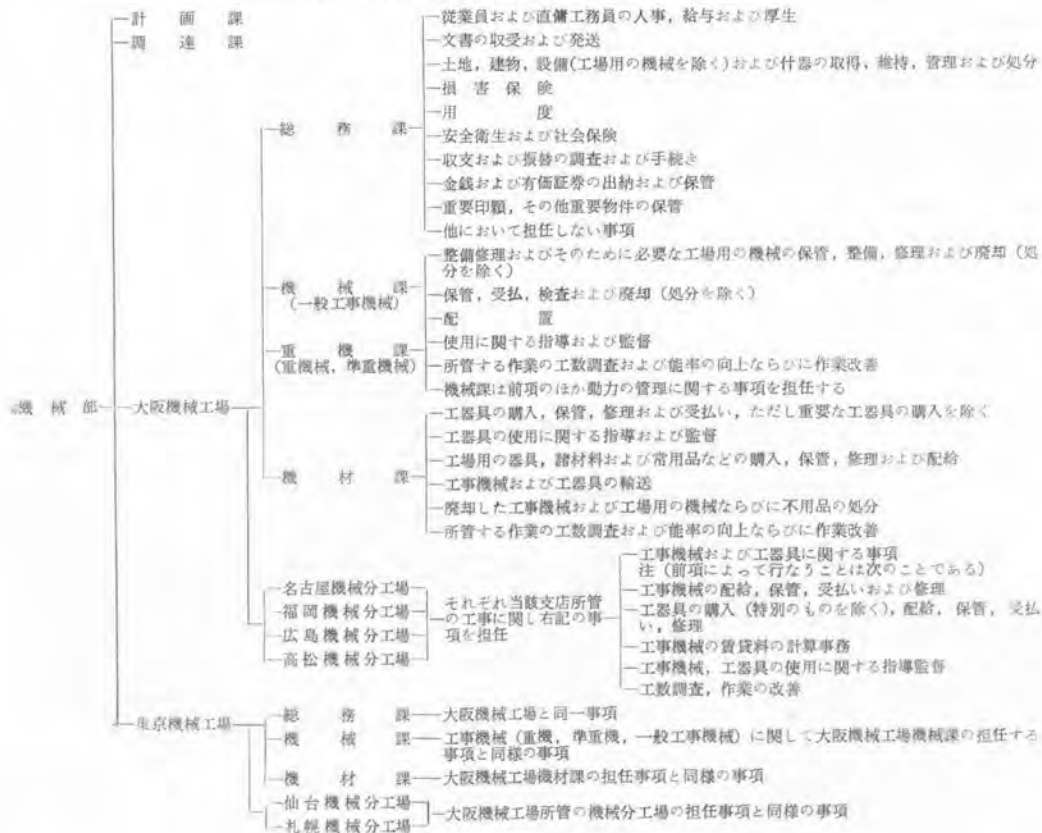 計画課
調達課
総務課
従業員および直傭工務員の人事,給与および厚生
文書の収受および発送
土地,建物,設備(工場用の機械を除く)および什器の取得,維持,管理および処分
損害保険
用度
安全衛生および社会保険
収支および振替の調査および手続き
金銭および有価証券の出納および保管
重要印顆,その他重要物件の保管
他において担任しない事項
機械課
(一般工事機械)
重機課
(重機械,準重機械)
整備修理およびそのために必要な工場用の機械の保管,整備,修理および廃却(処
分を除く)
保管,受払,検査および廃却(処分を除く)
配置
使用に関する指導および監督
所管する作業の工数調査および能率の向上ならびに作業改善
機械課は前項のほか動力の管理に関する事項を担任する
機械部
大阪機械工場
機材課
工器具の購入,保管,修理および受払い,ただし重要な工器具の購入を除く
工器具の使用に関する指導および監督
工場用の器具,諸材料および常用品などの購入,保管,修理および配給
工事機械および工器具の輸送
廃却した工事機械および工場用の機械ならびに不用品の処分
所管する作業の工数調査および能率の向上ならびに作業改善
名古屋機械分工場
福岡機械分工場
広島機械分工場
高松機械分工場
それぞれ当該支店所管
の工事に関し右記の事
項を担任
工事機械および工器具に関する事項
注(前項によって行なうことは次のことである)
工事機械の配給,保管,受払いおよび修理
工器具の購入(特別のものを除く),配給,保管,受払
い,修理
工事機械の賃貸料の計算事務
工事機械,工器具の使用に関する指導監督
工数調査,作業の改善
東京機械工場
総務課
大阪機械工場と同一事項
機械課
工事機械(重機,準重機,一般工事機械)に関して大阪機械工場機械課の担任する
事項と同様の事項
機材課
大阪機械工場機材課の担任事項と同様の事項
仙台機械分工場
札幌機械分工場
大阪機械工場所管の機械分工場の担任事項と同様の事項